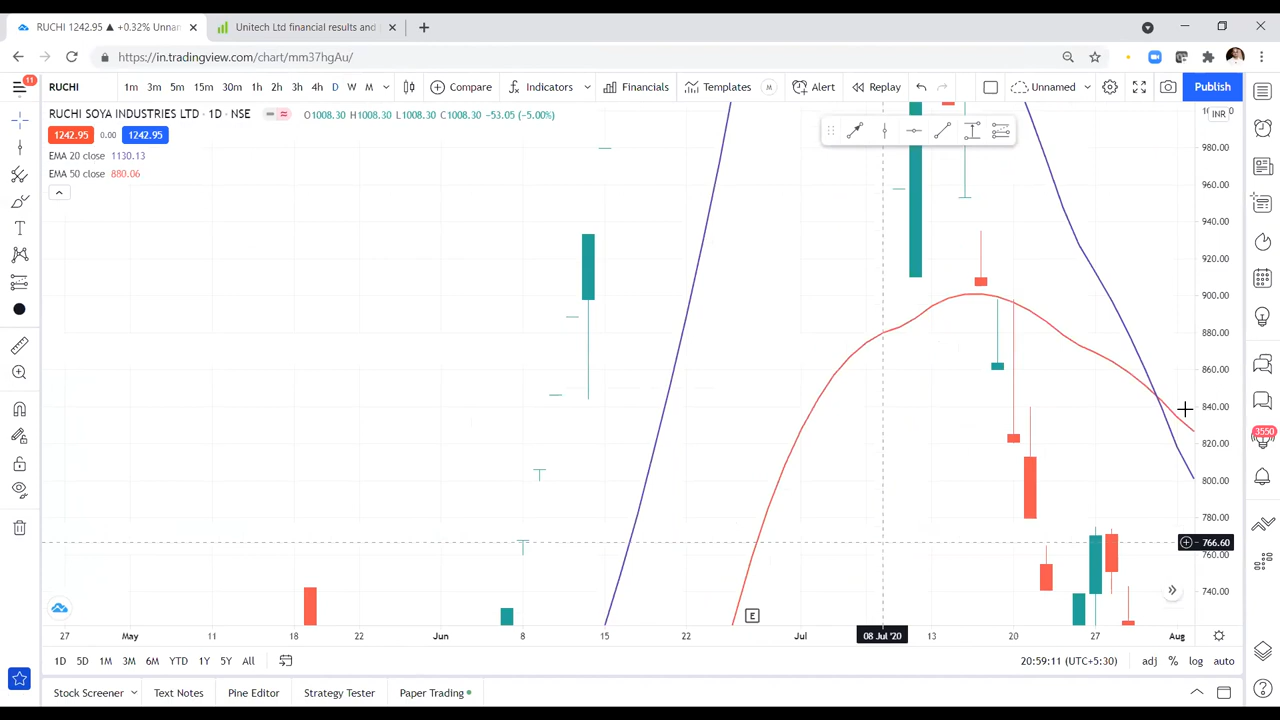 RUCHI 1242.95 ▲ +0.32% Unnan
Unitech Ltd financial results and
https://in.tradingview.com/chart/mm37hgAu/
11
RUCHI 1m 3m 5m 15m 30m 1h 2h 3h 4h D W M Compare Indicators Financials Templates M Alert Replay Unnamed Publish
RUCHI SOYA INDUSTRIES LTD · 1D · NSE O1008.30 H1008.30 L1008.30 C1008.30 −53.05 (−5.00%)
INR
1242.95 0.00 1242.95
EMA 20 close 1130.13
EMA 50 close 880.06
980.00
960.00
940.00
920.00
900.00
880.00
860.00
840.00
820.00
3550
800.00
780.00
766.60
760.00
740.00
E
27 May 11 18 22 Jun 8 15 22 Jul 08 Jul '20 13 20 27 Aug
1D 5D 1M 3M 6M YTD 1Y 5Y All 20:59:11 (UTC+5:30) adj % log auto
Stock Screener Text Notes Pine Editor Strategy Tester Paper Trading